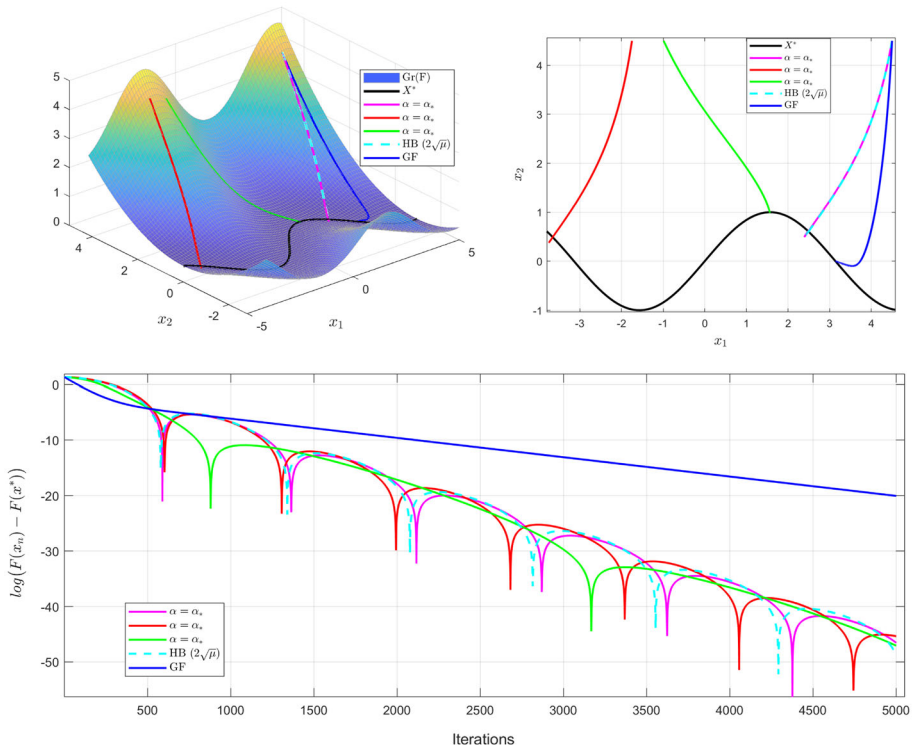 5
4
3
2
1
0
4
2
0
-2
-5
0
5
x₂
x₁
Gr(F)
X*
α = α*
α = α*
α = α*
HB (2√μ)
GF
4
3
2
1
0
-1
-3
-2
-1
0
1
2
3
4
x₂
x₁
X*
α = α*
α = α*
α = α*
HB (2√μ)
GF
0
-10
-20
-30
-40
-50
log(F(xₙ) − F(x*))
α = α*
α = α*
α = α*
HB (2√μ)
GF
500
1000
1500
2000
2500
3000
3500
4000
4500
5000
Iterations